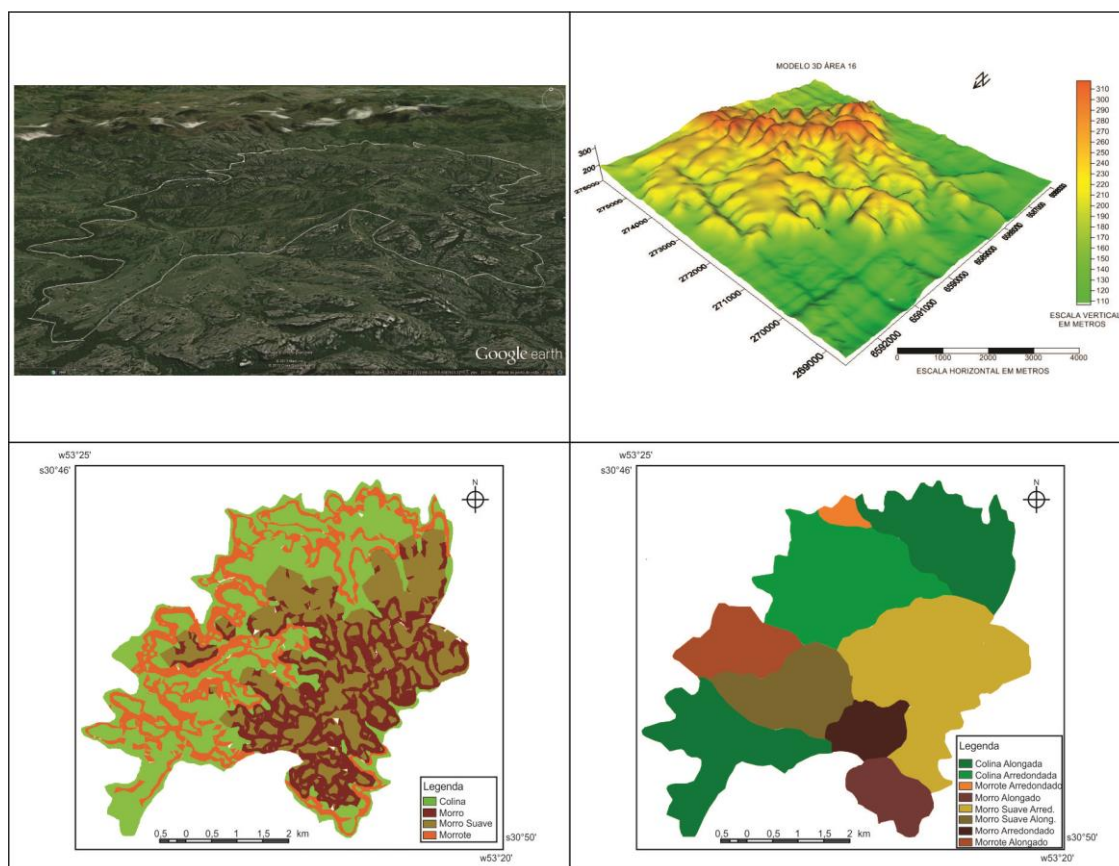 Google earth
MODELO 3D ÁREA 16
N
300
200
276000
275000
274000
273000
272000
271000
270000
269000
6592000
6591000
6590000
310
300
290
280
270
260
250
240
230
220
210
200
190
180
170
160
150
140
130
120
110
ESCALA VERTICAL
EM METROS
0 1000 2000 3000 4000
ESCALA HORIZONTAL EM METROS
w53°25'
s30°46'
N
Legenda
Colina
Morro
Morro Suave
Morrote
0,5 0 0,5 1 2 km
s30°50'
w53°20'
w53°25'
s30°46'
N
Legenda
Colina Alongada
Colina Arredondada
Morrote Arredondado
Morro Alongado
Morro Suave Arred.
Morro Suave Along.
Morro Arredondado
Morrote Alongado
0,5 0 0,5 1 2 km
s30°50'
w53°20'